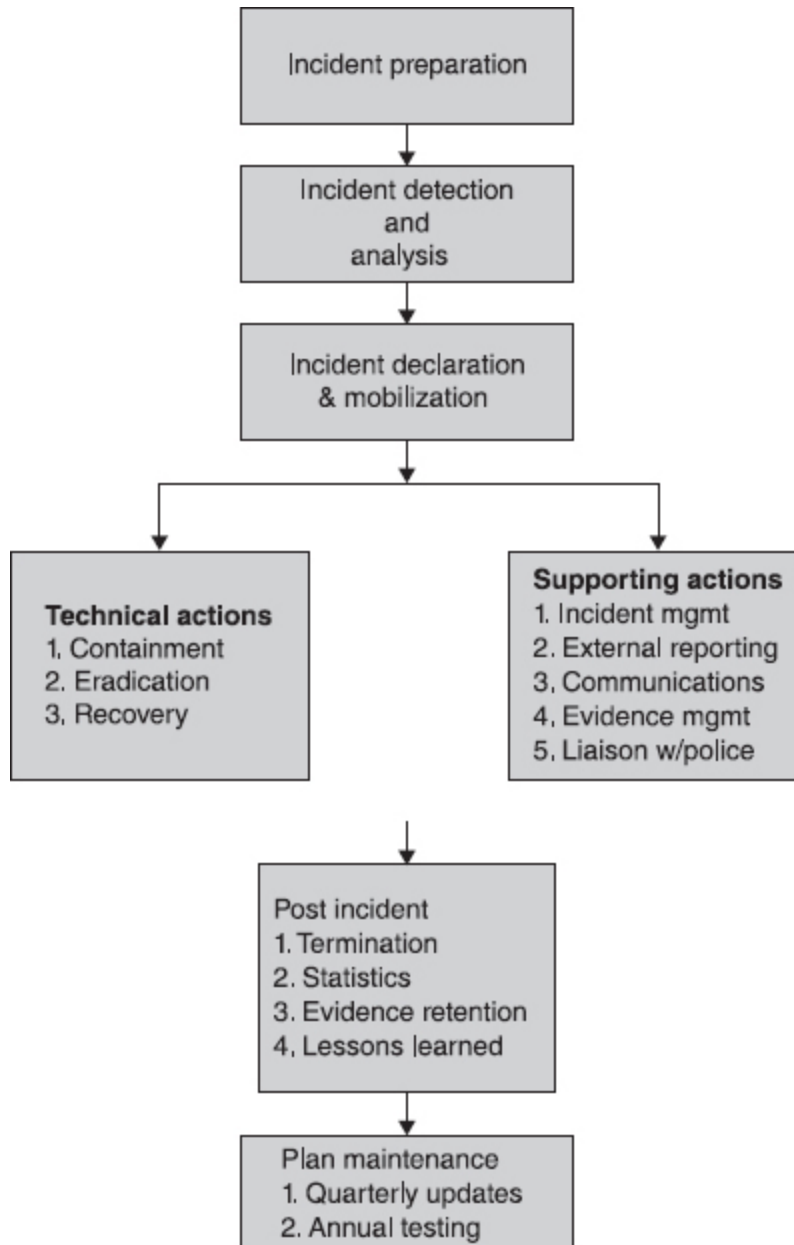 Incident preparation
Incident detection
and
analysis
Incident declaration
& mobilization
Technical actions
1. Containment
2. Eradication
3. Recovery
Supporting actions
1. Incident mgmt
2. External reporting
3. Communications
4. Evidence mgmt
5. Liaison w/police
Post incident
1. Termination
2. Statistics
3. Evidence retention
4. Lessons learned
Plan maintenance
1. Quarterly updates
2. Annual testing